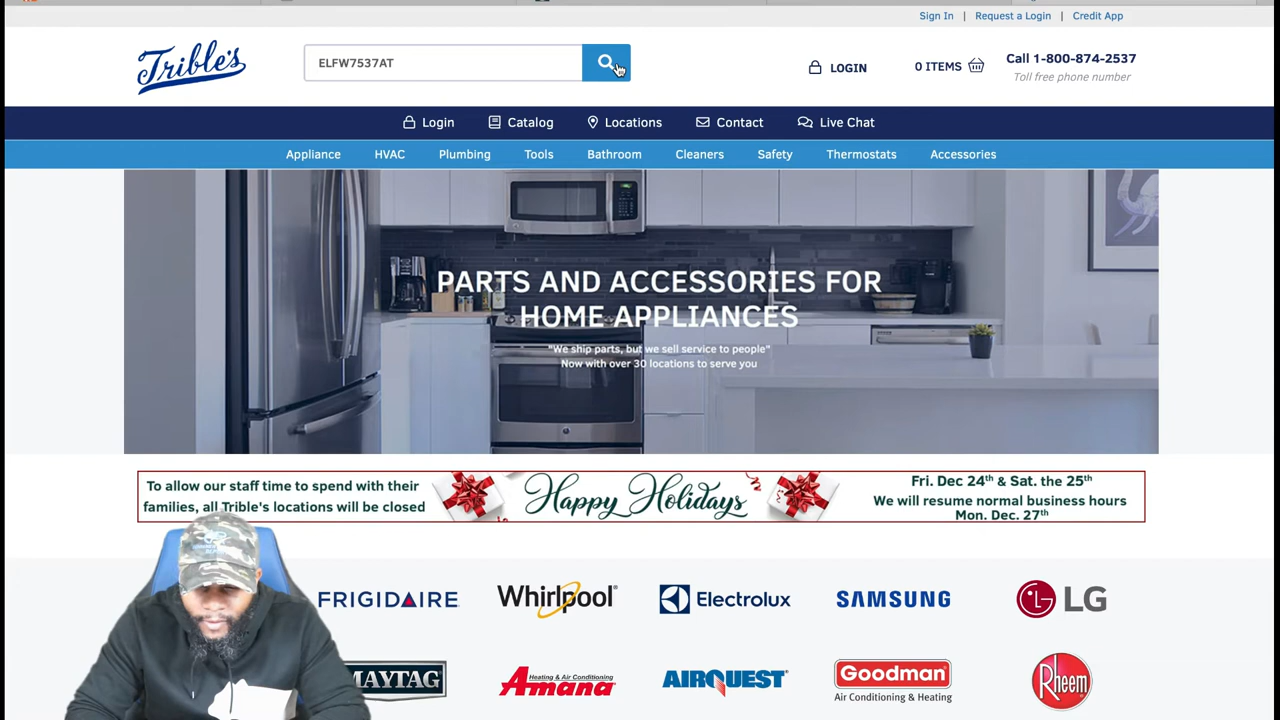 Sign In | Request a Login | Credit App
Trible's
ELFW7537AT
LOGIN
0 ITEMS
Call 1-800-874-2537
Toll free phone number
Login
Catalog
Locations
Contact
Live Chat
Appliance
HVAC
Plumbing
Tools
Bathroom
Cleaners
Safety
Thermostats
Accessories
PARTS AND ACCESSORIES FOR
HOME APPLIANCES
"We ship parts, but we sell service to people"
Now with over 30 locations to serve you
To allow our staff time to spend with their
families, all Trible's locations will be closed
Happy Holidays
Fri. Dec 24th & Sat. the 25th
We will resume normal business hours
Mon. Dec. 27th
FRIGIDAIRE
Whirlpool
Electrolux
SAMSUNG
LG
MAYTAG
Amana
Heating & Air Conditioning
AIRQUEST
Goodman
Air Conditioning & Heating
Rheem